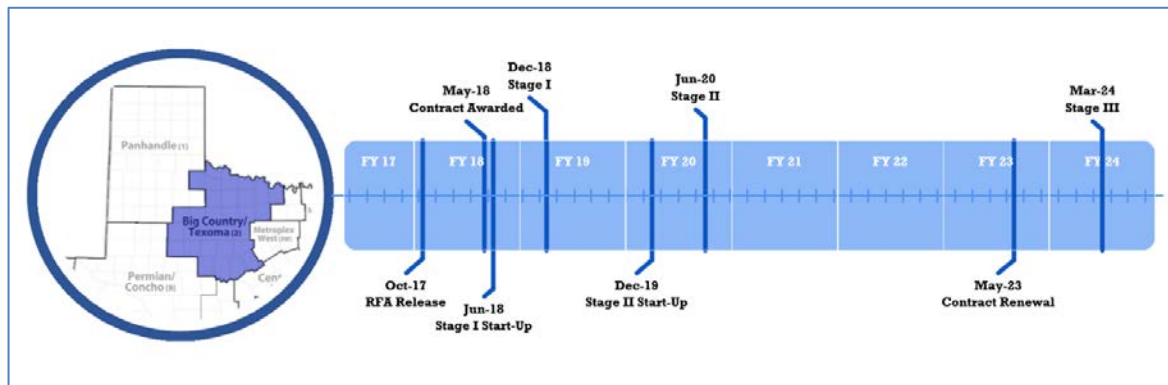 Panhandle (1)
Big Country/
Texoma (2)
Metroplex
West (3W)
Permian/
Concho (9)
Cen
Dec-18
Stage I
May-18
Contract Awarded
Jun-20
Stage II
Mar-24
Stage III
FY 17
FY 18
FY 19
FY 20
FY 21
FY 22
FY 23
FY 24
Oct-17
RFA Release
Jun-18
Stage I Start-Up
Dec-19
Stage II Start-Up
May-23
Contract Renewal